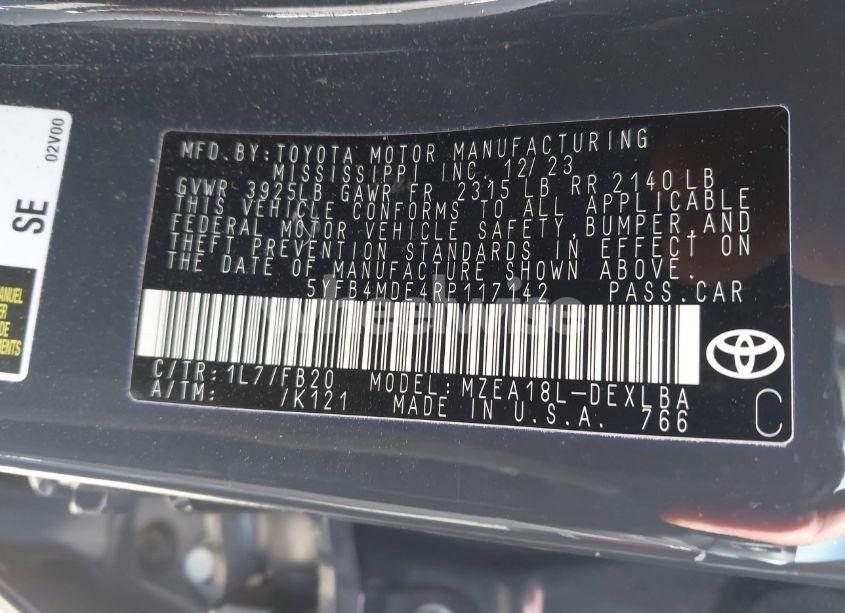 02V00
SE
MANUEL
MFD. BY: TOYOTA MOTOR MANUFACTURING
MISSISSIPPI INC. 12/23
GVWR 3925LB GAWR FR 2315 LB RR 2140 LB
THIS VEHICLE CONFORMS TO ALL APPLICABLE
FEDERAL MOTOR VEHICLE SAFETY, BUMPER, AND
THEFT PREVENTION STANDARDS IN EFFECT ON
THE DATE OF MANUFACTURE SHOWN ABOVE.
PASS. CAR
wheelwise
C/TR: 1L7/FB20 MODEL: MZEA18L-DEXLBA
A/TM: /K121 MADE IN U.S.A. 766
C